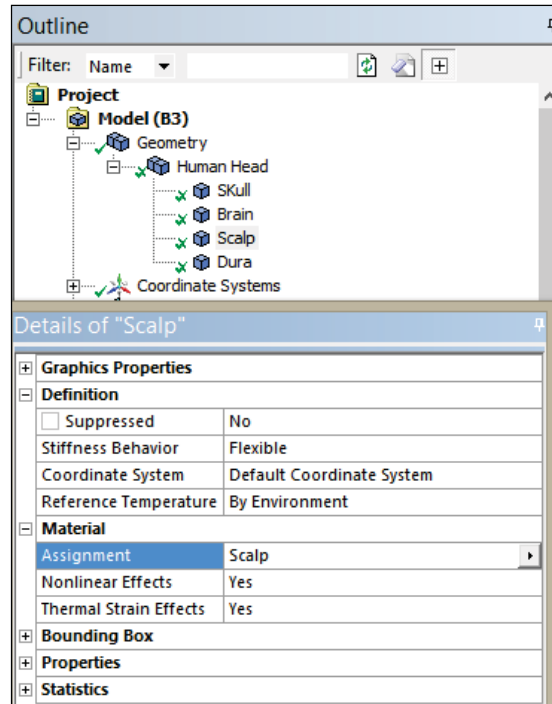 Outline
Filter: Name
Project
Model (B3)
Geometry
Human Head
SKull
Brain
Scalp
Dura
Coordinate Systems
Details of "Scalp"
Graphics Properties
Definition
Suppressed No
Stiffness Behavior Flexible
Coordinate System Default Coordinate System
Reference Temperature By Environment
Material
Assignment Scalp
Nonlinear Effects Yes
Thermal Strain Effects Yes
Bounding Box
Properties
Statistics